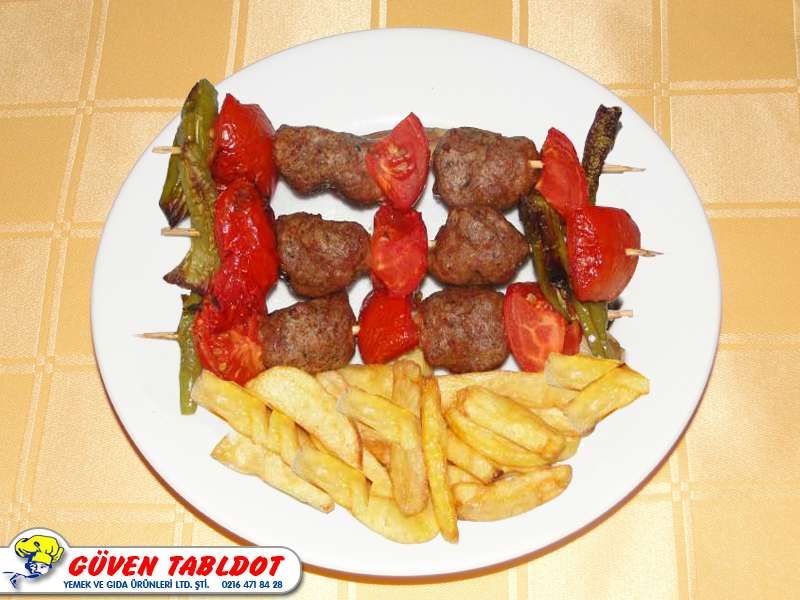 GÜVEN TABLDOT
YEMEK VE GIDA ÜRÜNLERİ LTD. ŞTİ. 0216 471 84 28